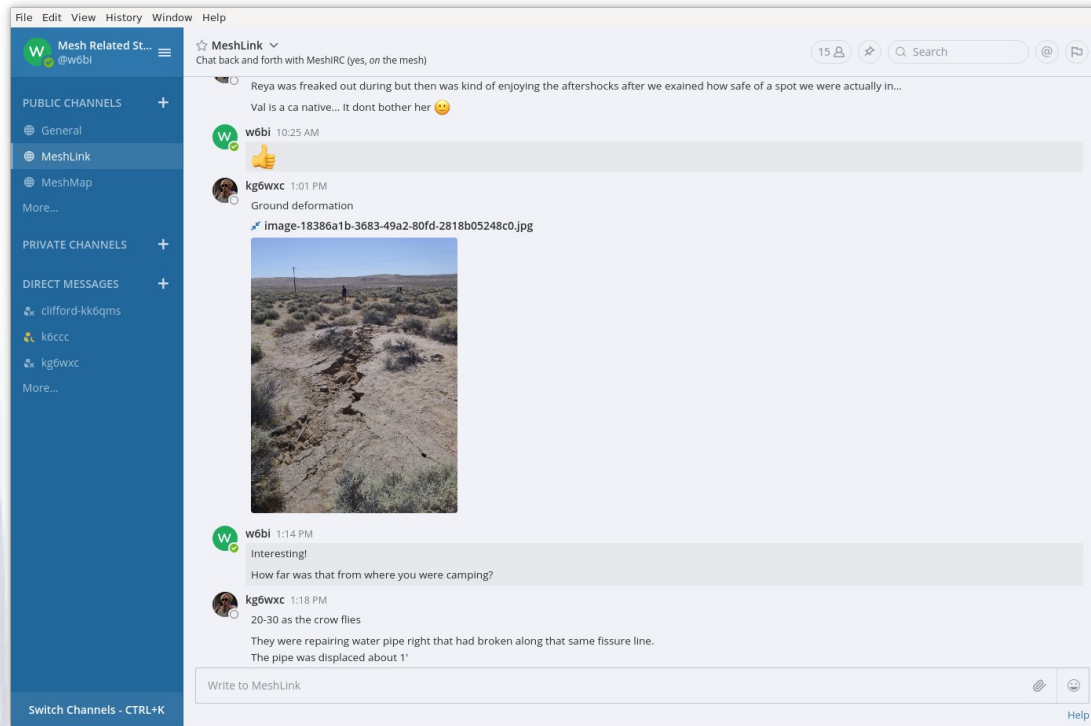 File Edit View History Window Help
W
Mesh Related St...
@w6bi
PUBLIC CHANNELS +
General
MeshLink
MeshMap
More...
PRIVATE CHANNELS +
DIRECT MESSAGES +
clifford-kk6qms
k6ccc
kg6wxc
More...
Switch Channels - CTRL+K
MeshLink
Chat back and forth with MeshIRC (yes, on the mesh)
15
Search
@
Reya was freaked out during but then was kind of enjoying the aftershocks after we exained how safe of a spot we were actually in...
Val is a ca native... It dont bother her 🙂
W
w6bi 10:25 AM
👍
kg6wxc 1:01 PM
Ground deformation
image-18386a1b-3683-49a2-80fd-2818b05248c0.jpg
W
w6bi 1:14 PM
Interesting!
How far was that from where you were camping?
kg6wxc 1:18 PM
20-30 as the crow flies
They were repairing water pipe right that had broken along that same fissure line.
The pipe was displaced about 1'
Write to MeshLink
Help